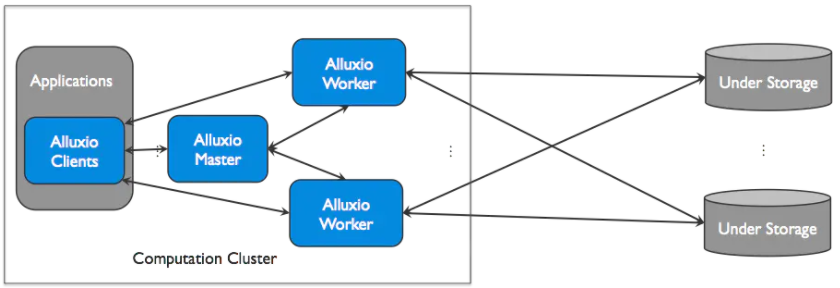 Applications
Alluxio
Clients
Alluxio
Master
Alluxio
Worker
Alluxio
Worker
Under Storage
Under Storage
Computation Cluster